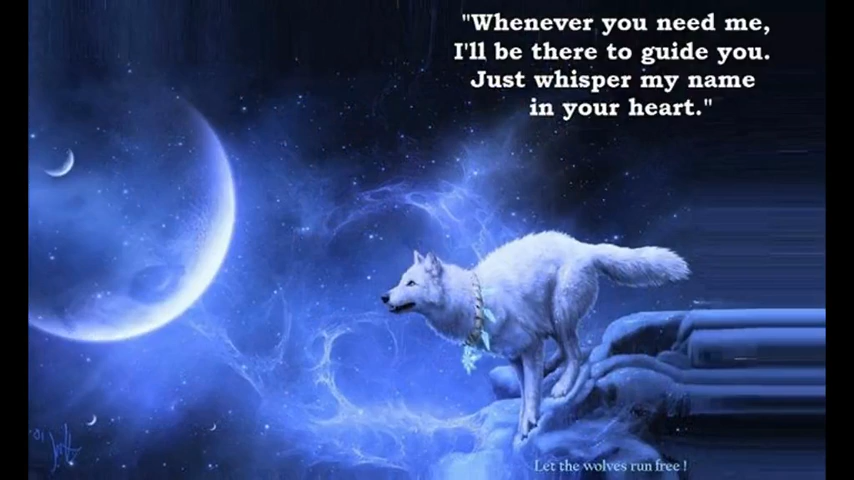 "Whenever you need me,
I'll be there to guide you.
Just whisper my name
in your heart."
Let the wolves run free !